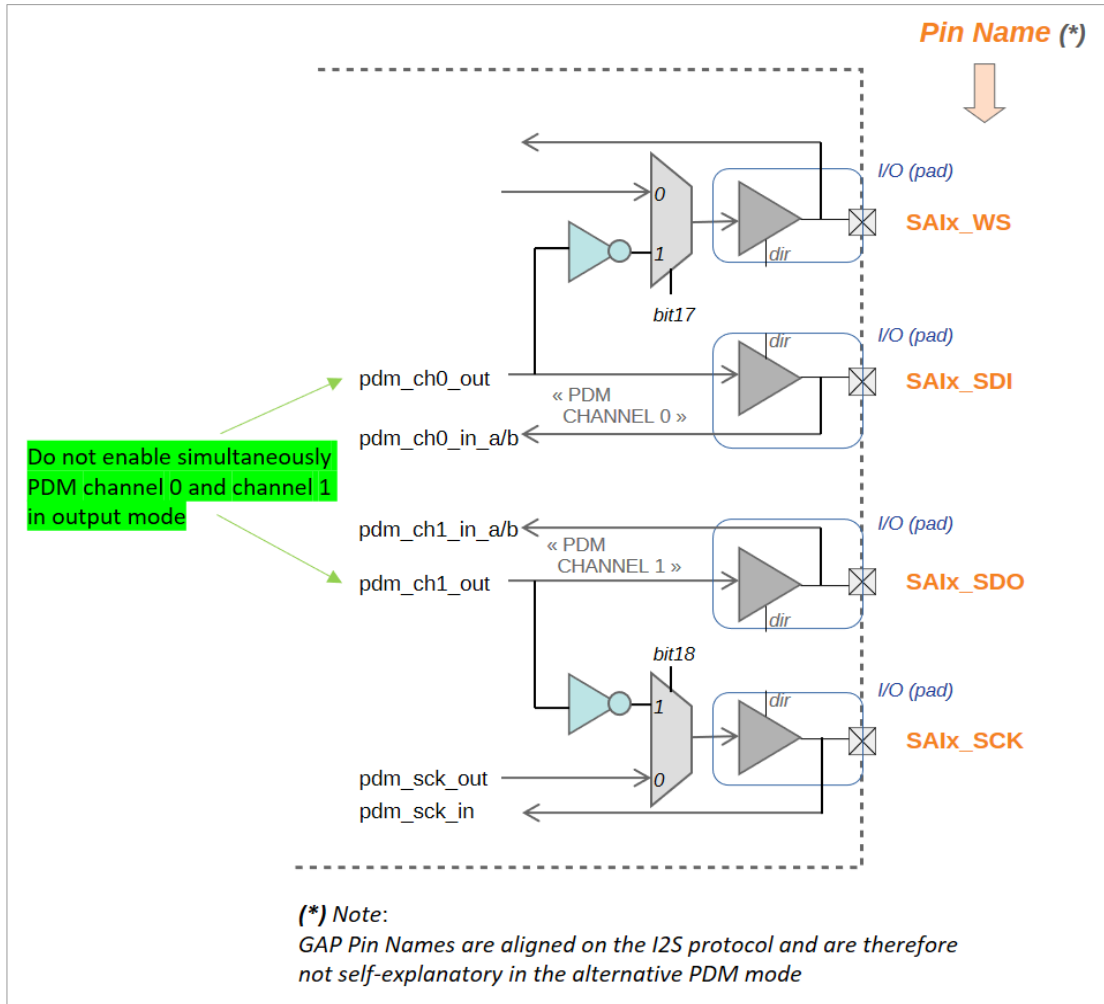 Pin Name (*)
I/O (pad)
0
SAIx_WS
1
dir
bit17
I/O (pad)
dir
pdm_ch0_out
SAIx_SDI
« PDM
CHANNEL 0 »
pdm_ch0_in_a/b
Do not enable simultaneously
PDM channel 0 and channel 1
in output mode
I/O (pad)
pdm_ch1_in_a/b
« PDM
CHANNEL 1 »
pdm_ch1_out
SAIx_SDO
dir
bit18
I/O (pad)
dir
1
SAIx_SCK
pdm_sck_out
0
pdm_sck_in
(*) Note:
GAP Pin Names are aligned on the I2S protocol and are therefore
not self-explanatory in the alternative PDM mode